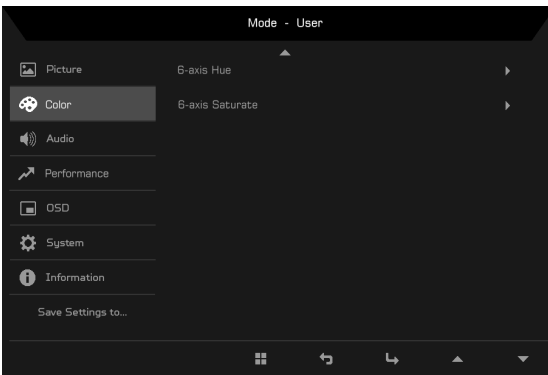 Mode - User
Picture
6-axis Hue
Color
6-axis Saturate
Audio
Performance
OSD
System
Information
Save Settings to...